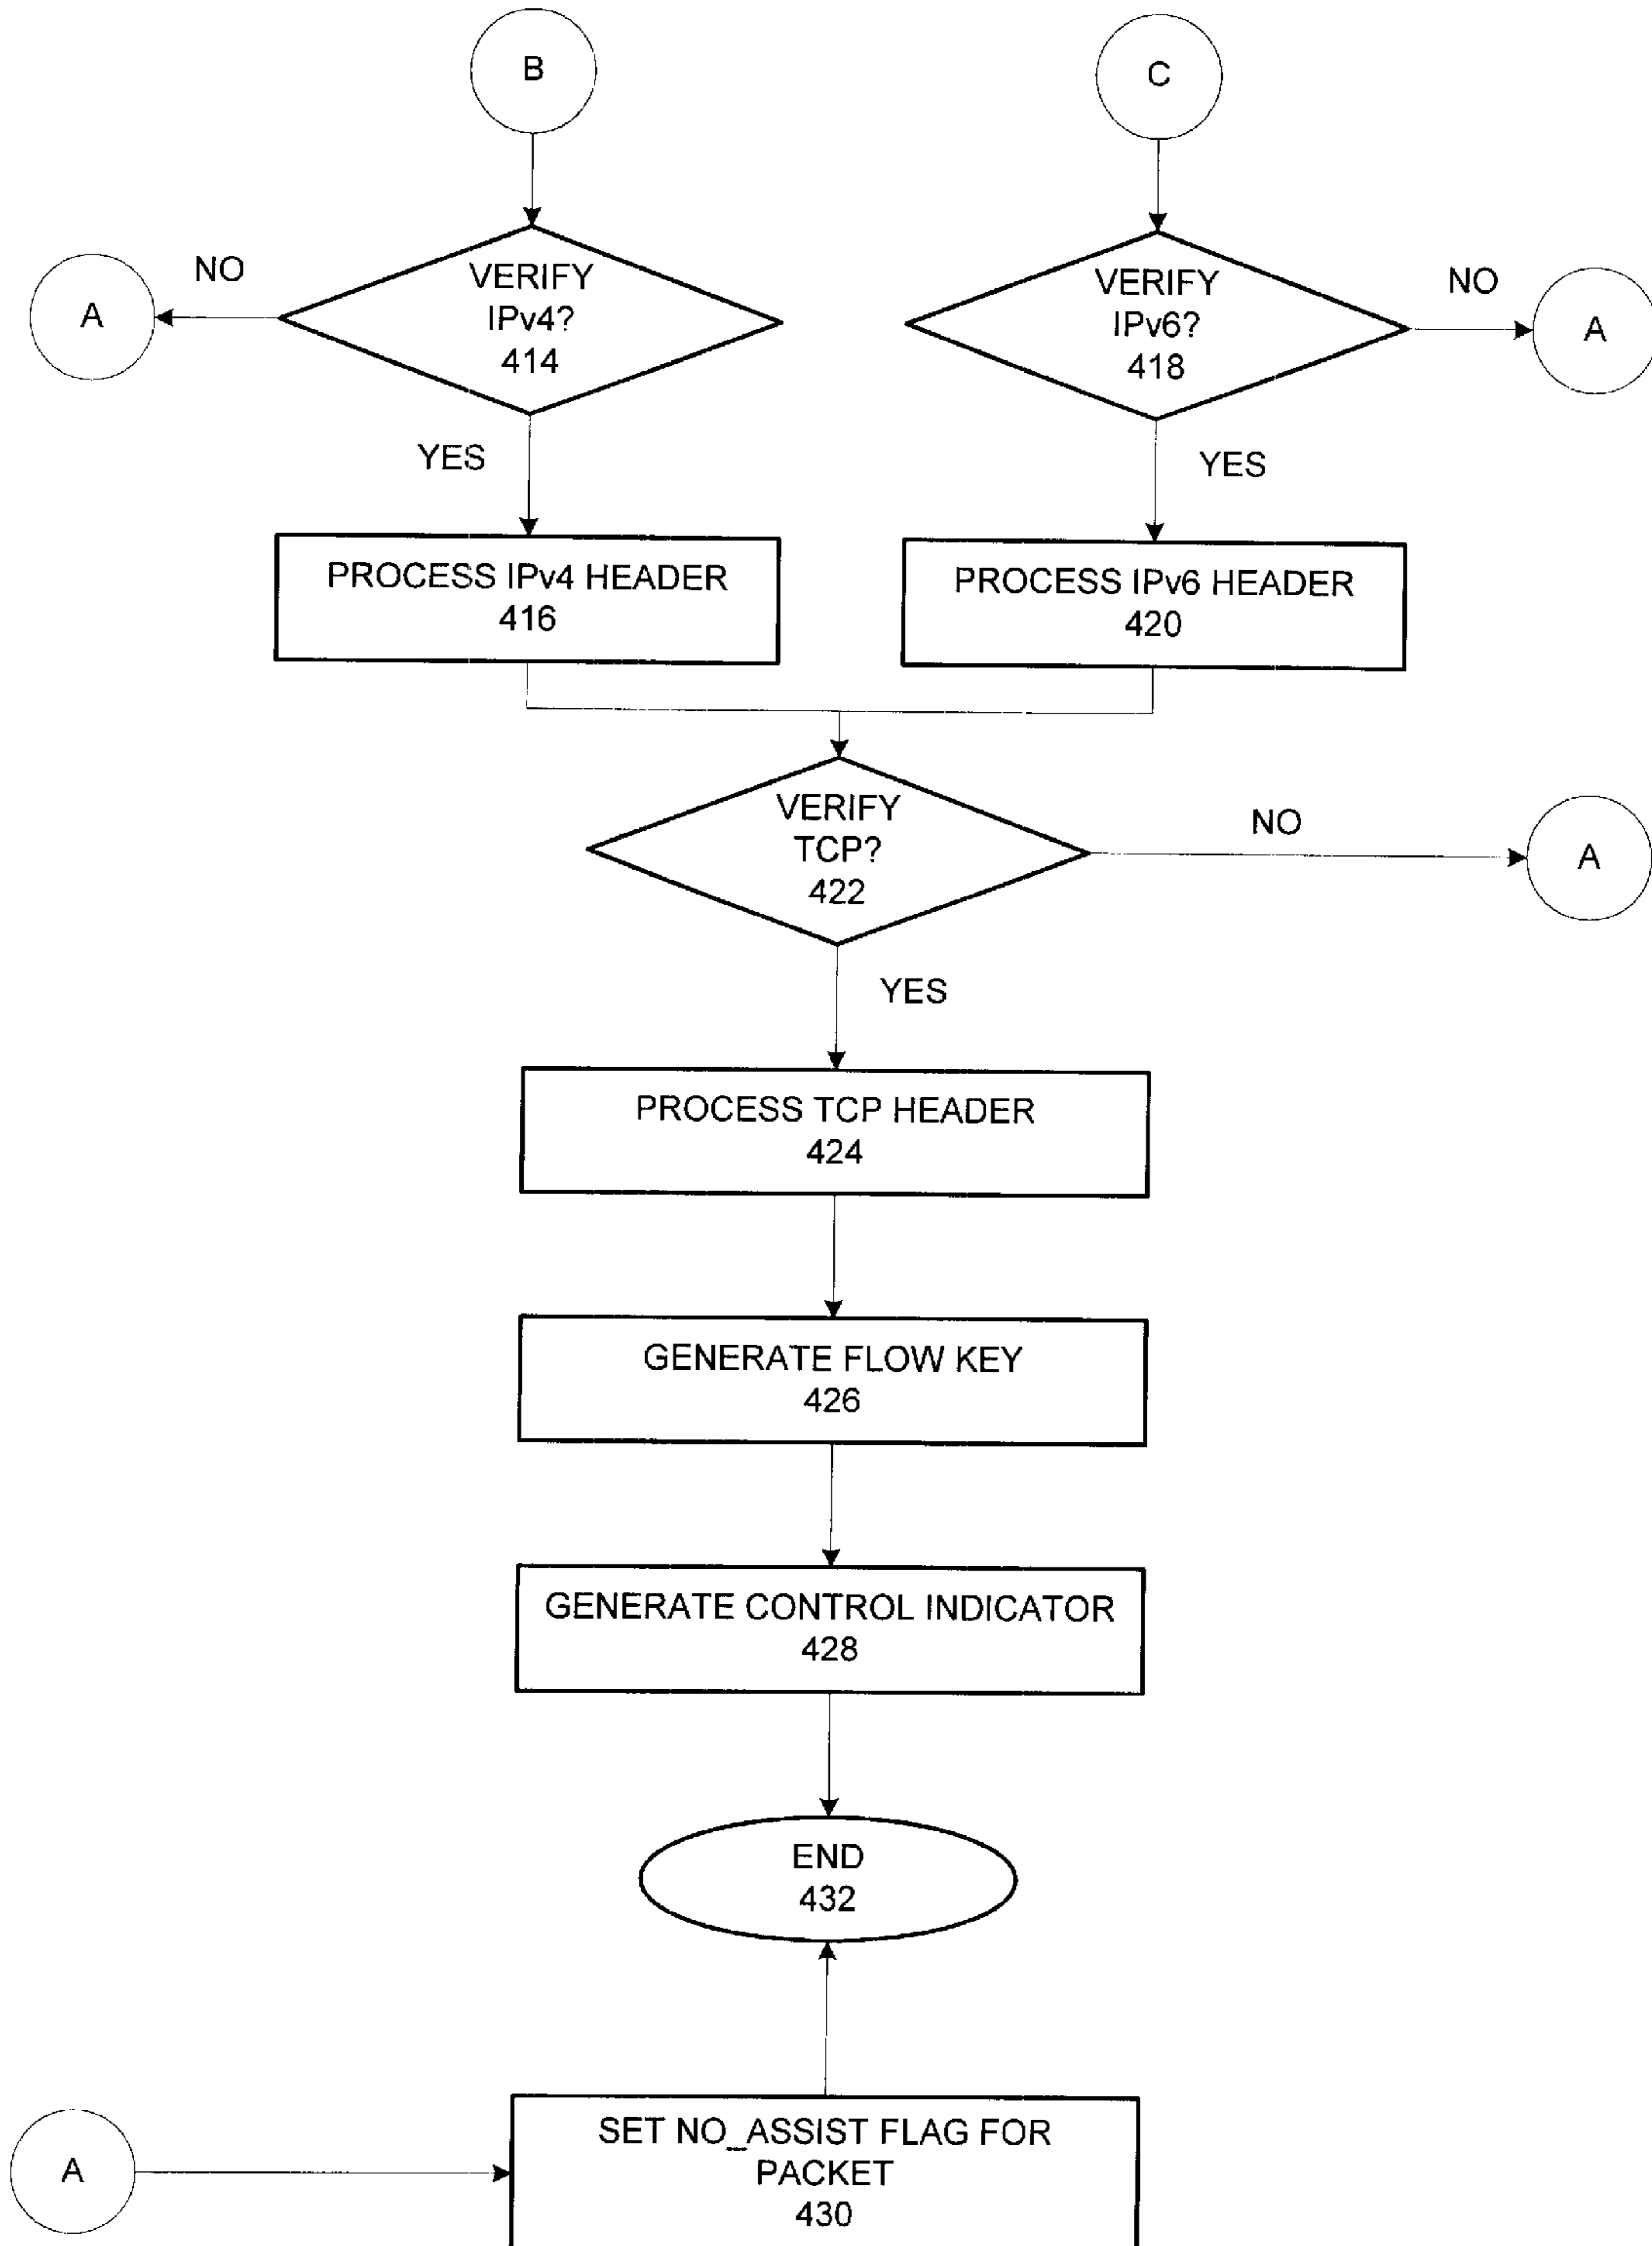 B
C
NO
VERIFY
IPv4?
414
A
VERIFY
IPv6?
418
NO
A
YES
YES
PROCESS IPv4 HEADER
416
PROCESS IPv6 HEADER
420
VERIFY
TCP?
422
NO
A
YES
PROCESS TCP HEADER
424
GENERATE FLOW KEY
426
GENERATE CONTROL INDICATOR
428
END
432
A
SET NO_ASSIST FLAG FOR
PACKET
430